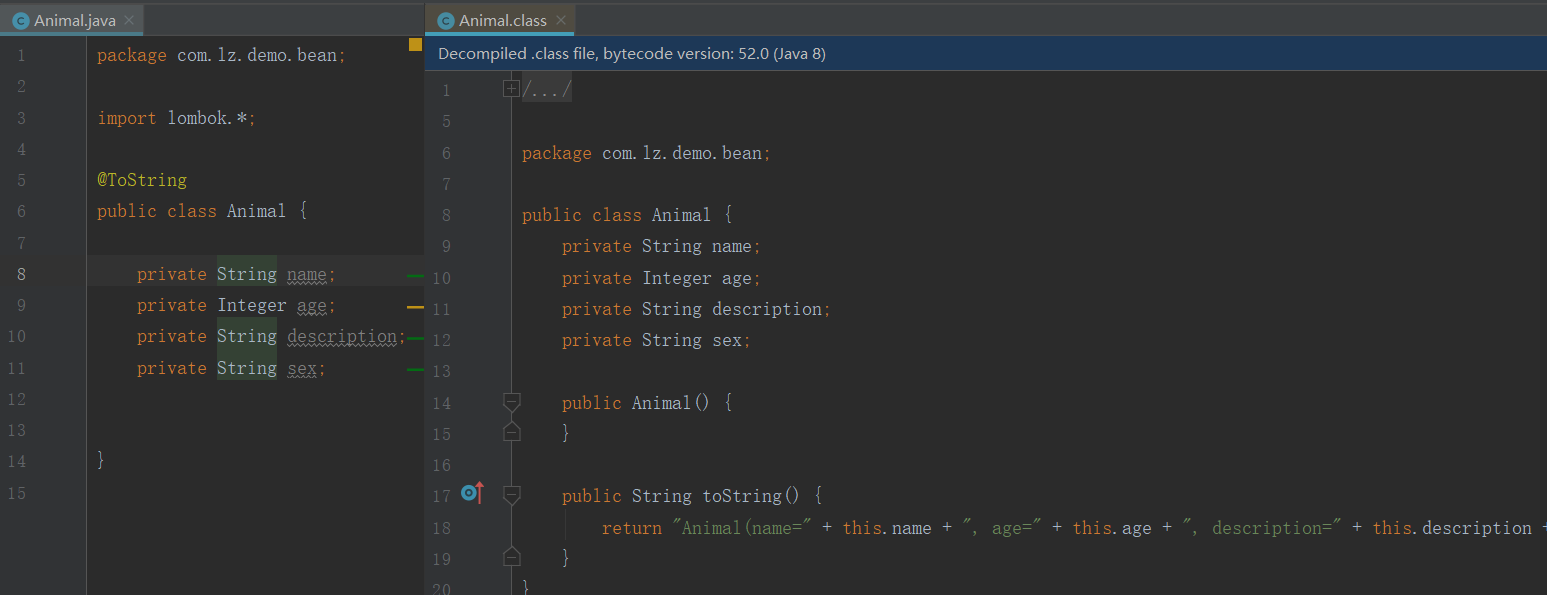 Animal.java
1 package com.lz.demo.bean;
2
3 import lombok.*;
4
5 @ToString
6 public class Animal {
7
8 private String name;
9 private Integer age;
10 private String description;
11 private String sex;
12
13
14 }
15
Animal.class
Decompiled .class file, bytecode version: 52.0 (Java 8)
1 /.../
5
6 package com.lz.demo.bean;
7
8 public class Animal {
9 private String name;
10 private Integer age;
11 private String description;
12 private String sex;
13
14 public Animal() {
15 }
16
17 public String toString() {
18 return "Animal(name=" + this.name + ", age=" + this.age + ", description=" + this.description +
19 }
20 }